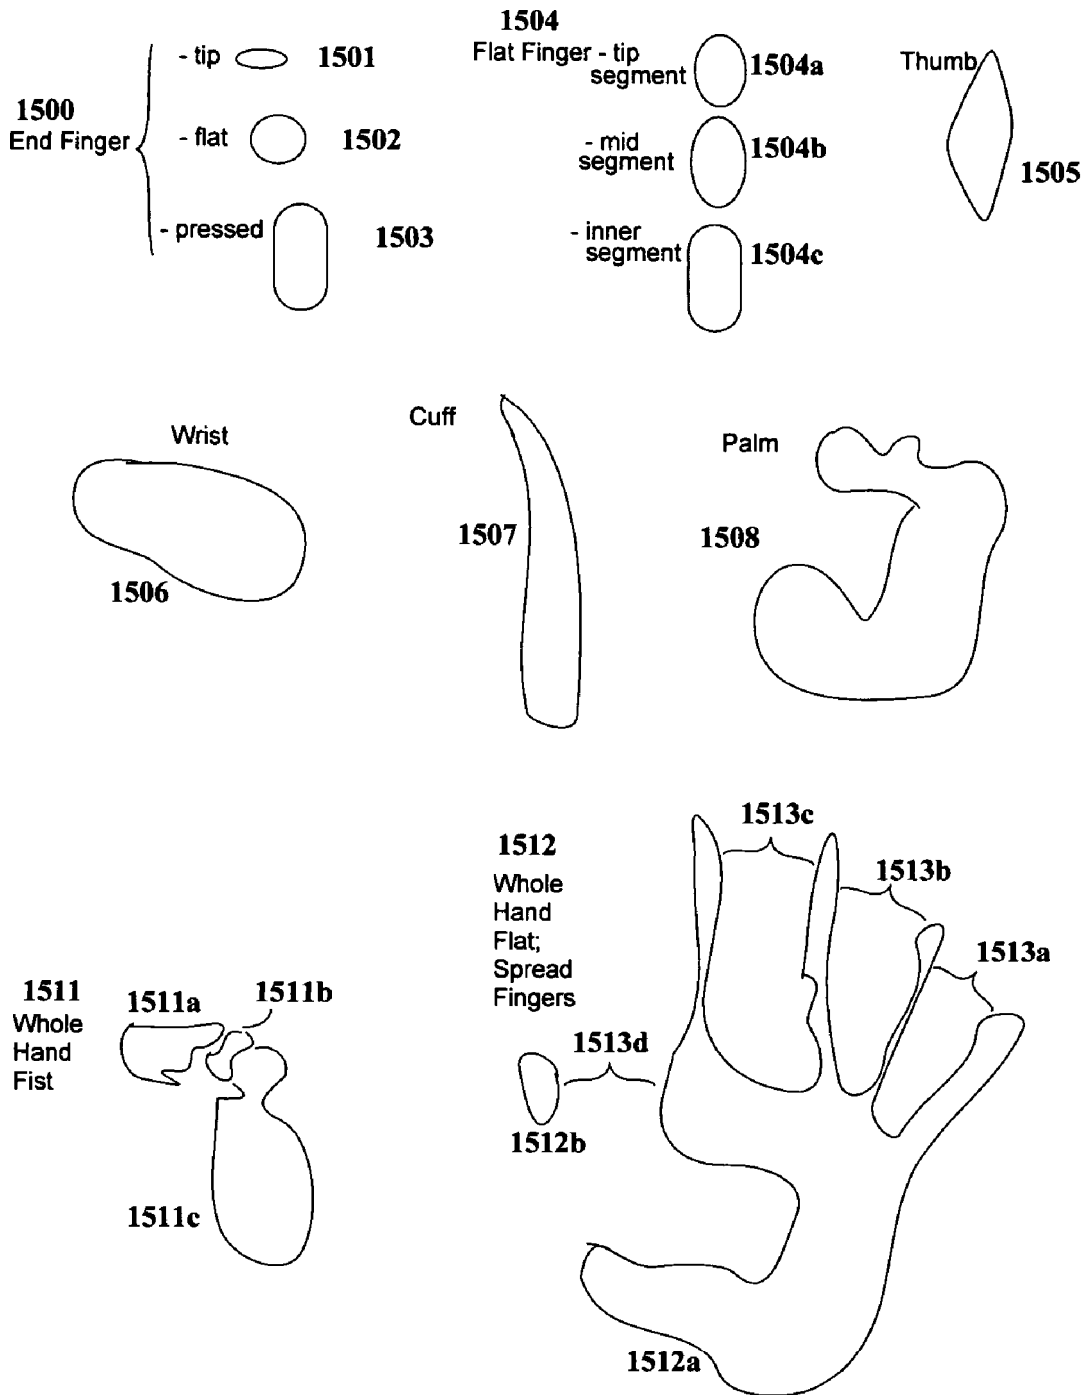 1500
End Finger
- tip 1501
- flat 1502
- pressed 1503
1504
Flat Finger - tip
segment 1504a
- mid
segment 1504b
- inner
segment 1504c
Thumb
1505
Wrist
1506
Cuff
1507
Palm
1508
1511
Whole
Hand
Fist
1511a
1511b
1511c
1512
Whole
Hand
Flat;
Spread
Fingers
1513c
1513b
1513a
1513d
1512b
1512a